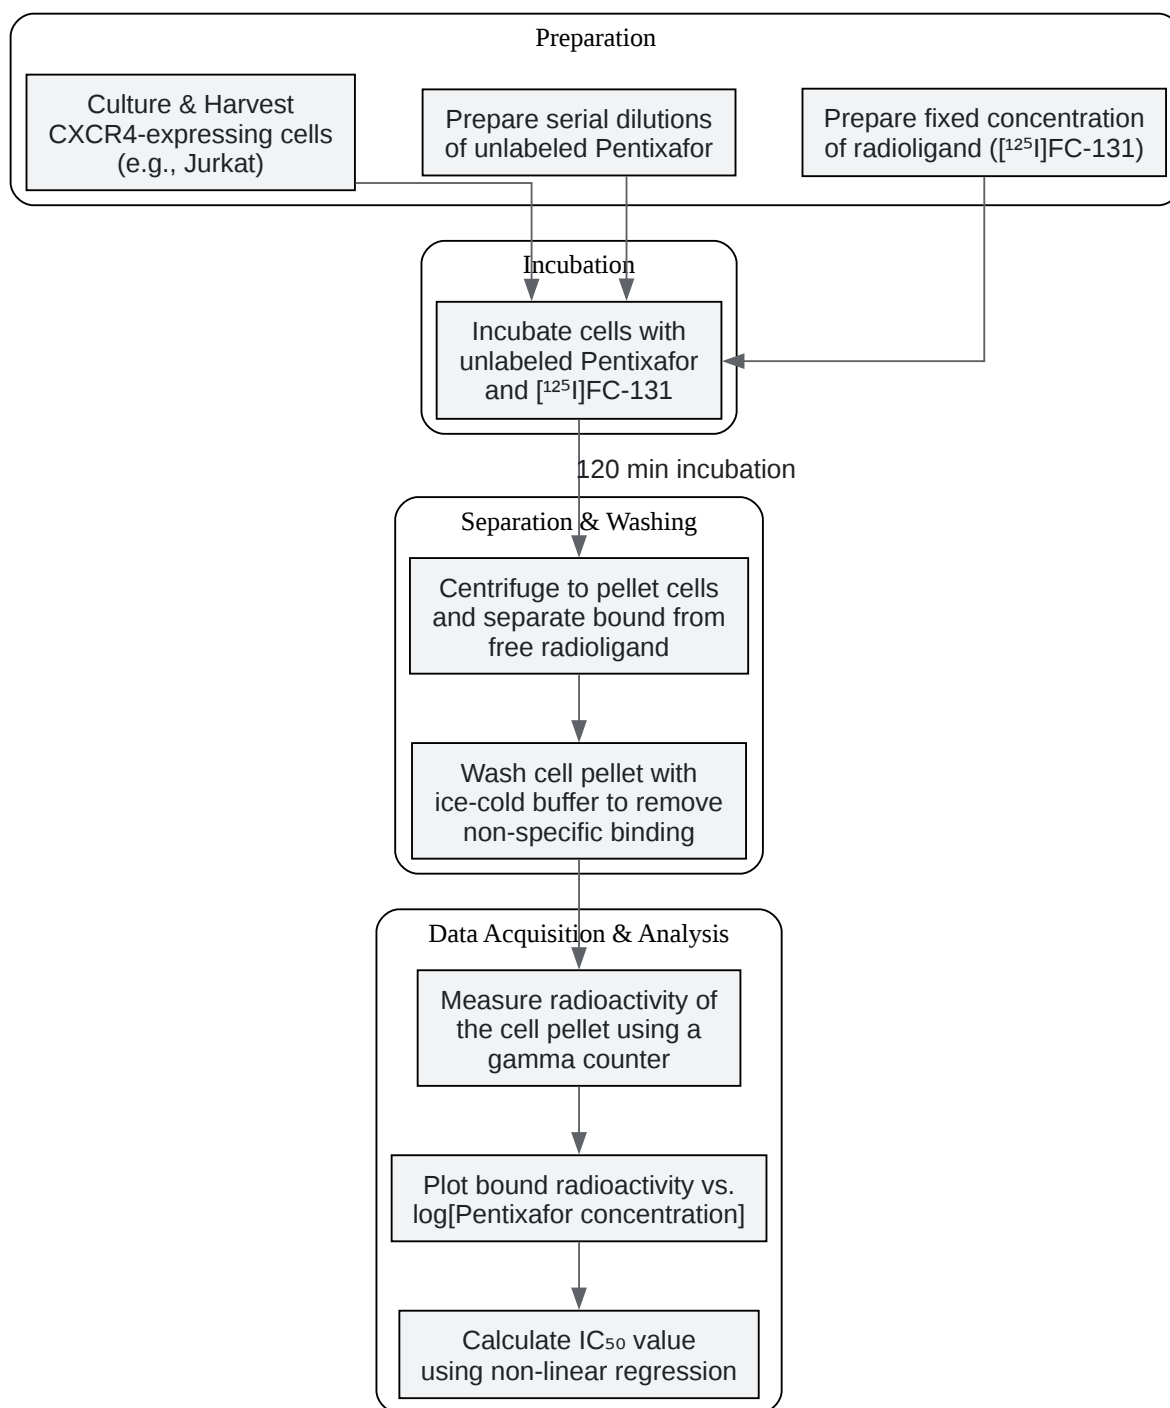 Preparation
Culture & Harvest
CXCR4-expressing cells
(e.g., Jurkat)
Prepare serial dilutions
of unlabeled Pentixafor
Prepare fixed concentration
of radioligand ([¹²⁵I]FC-131)
Incubation
Incubate cells with
unlabeled Pentixafor
and [¹²⁵I]FC-131
120 min incubation
Separation & Washing
Centrifuge to pellet cells
and separate bound from
free radioligand
Wash cell pellet with
ice-cold buffer to remove
non-specific binding
Data Acquisition & Analysis
Measure radioactivity of
the cell pellet using a
gamma counter
Plot bound radioactivity vs.
log[Pentixafor concentration]
Calculate IC₅₀ value
using non-linear regression